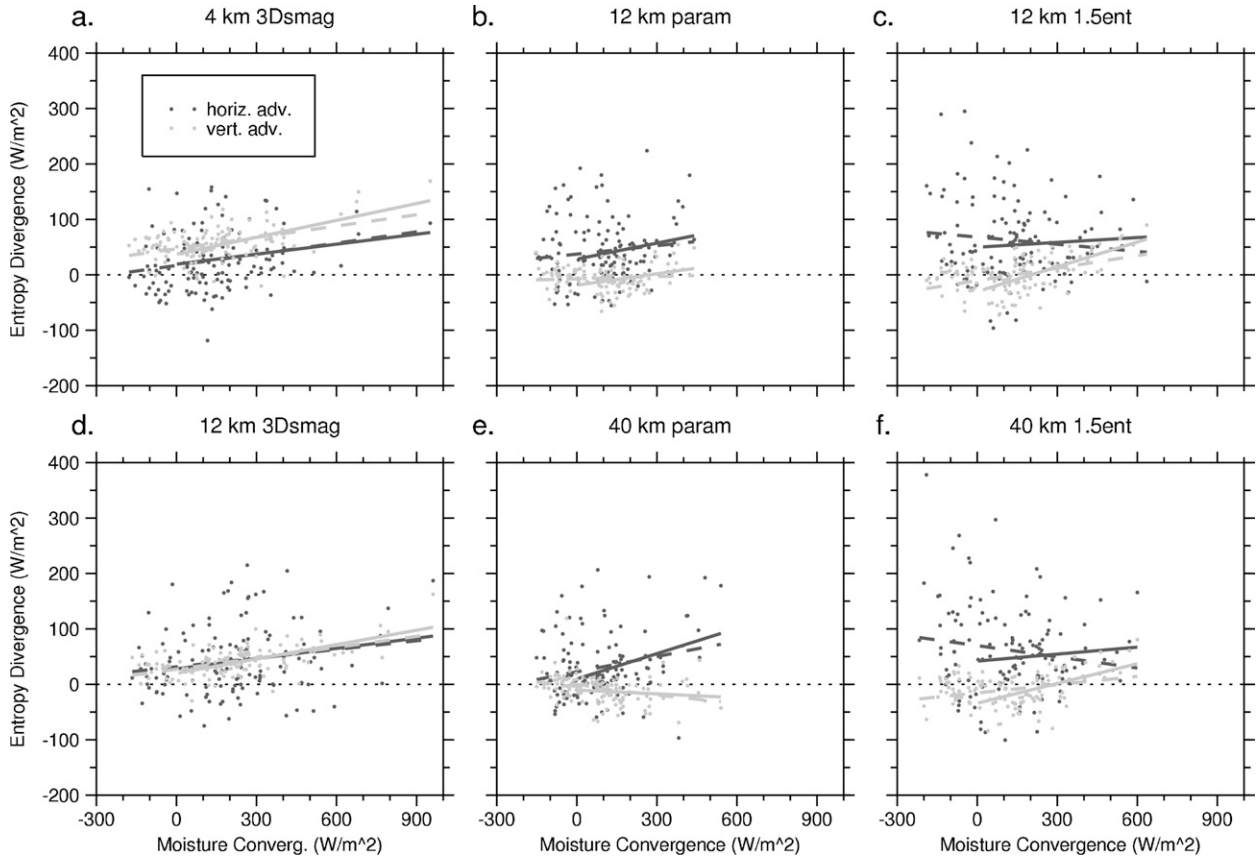 a. 4 km 3Dsmag
b. 12 km param
c. 12 km 1.5ent
400
300
200
100
0
-100
-200
Entropy Divergence (W/m^2)
horiz. adv.
vert. adv.
d. 12 km 3Dsmag
e. 40 km param
f. 40 km 1.5ent
400
300
200
100
0
-100
-200
Entropy Divergence (W/m^2)
-300 0 300 600 900
-300 0 300 600 900
-300 0 300 600 900
Moisture Converg. (W/m^2)
Moisture Convergence (W/m^2)
Moisture Convergence (W/m^2)